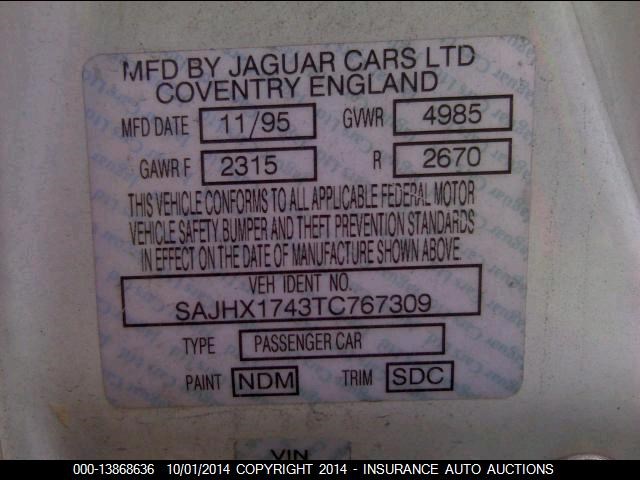 MFD BY JAGUAR CARS LTD
COVENTRY ENGLAND
MFD DATE 11/95 GVWR 4985
GAWR F 2315 R 2670
THIS VEHICLE CONFORMS TO ALL APPLICABLE FEDERAL MOTOR
VEHICLE SAFETY BUMPER AND THEFT PREVENTION STANDARDS
IN EFFECT ON THE DATE OF MANUFACTURE SHOWN ABOVE.
VEH IDENT NO.
SAJHX1743TC767309
TYPE PASSENGER CAR
PAINT NDM TRIM SDC
VIN
000-13868636 10/01/2014 COPYRIGHT 2014 - INSURANCE AUTO AUCTIONS